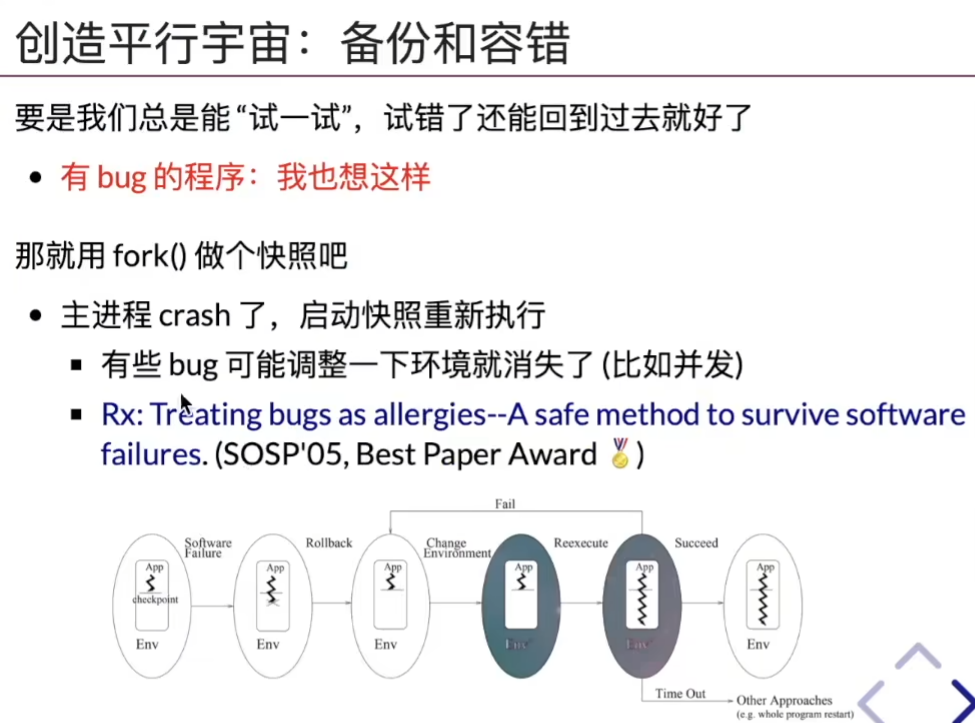 创造平行宇宙：备份和容错
要是我们总是能“试一试”，试错了还能回到过去就好了
有 bug 的程序：我也想这样
那就用 fork() 做个快照吧
主进程 crash 了，启动快照重新执行
有些 bug 可能调整一下环境就消失了 (比如并发)
Rx: Treating bugs as allergies--A safe method to survive software
failures. (SOSP'05, Best Paper Award 🏅)
Fail
Software
Failure
Rollback
Change
Environment
Reexecute
Succeed
App
App
App
App
App
App
checkpoint
Env
Env
Env
Env'
Env'
Env
Time Out
Other Approaches
(e.g. whole program restart)